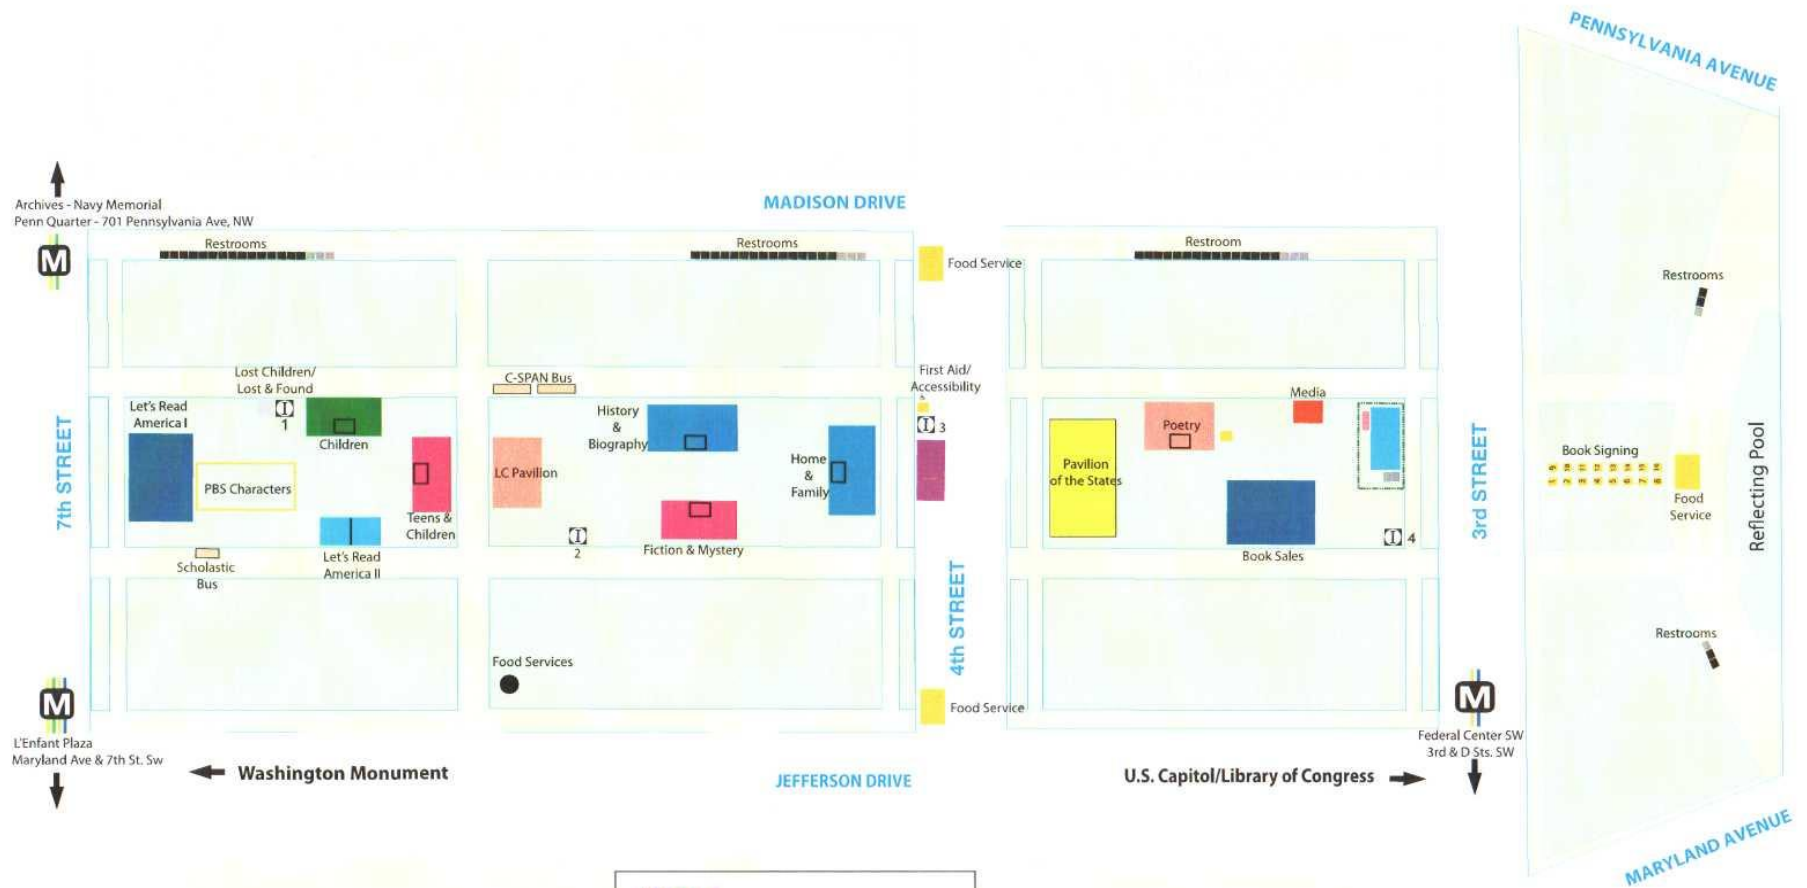 PENNSYLVANIA AVENUE
Archives - Navy Memorial
Penn Quarter - 701 Pennsylvania Ave, NW
M
MADISON DRIVE
Restrooms
Restrooms
Food Service
Restroom
Restrooms
Lost Children/
Lost & Found
I
1
Let's Read
America I
Children
PBS Characters
Teens &
Children
Let's Read
America II
Scholastic
Bus
7th STREET
C-SPAN Bus
History
&
Biography
LC Pavilion
Home
&
Family
I
2
Fiction & Mystery
First Aid/
Accessibility
I 3
4th STREET
Food Services
Food Service
Pavilion
of the States
Poetry
Media
Book Sales
I 4
3rd STREET
Book Signing
Food
Service
Reflecting Pool
Restrooms
M
L'Enfant Plaza
Maryland Ave & 7th St. Sw
Washington Monument
JEFFERSON DRIVE
U.S. Capitol/Library of Congress
M
Federal Center SW
3rd & D Sts. SW
MARYLAND AVENUE